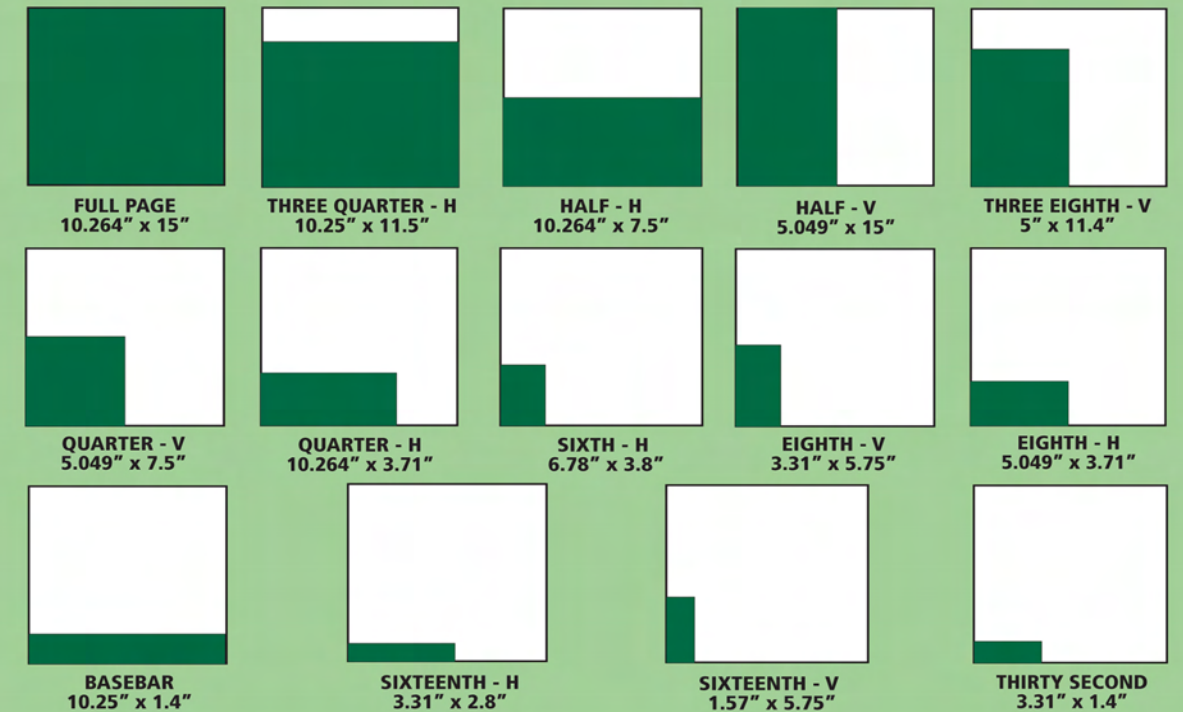 FULL PAGE
10.264” x 15”
THREE QUARTER - H
10.25” x 11.5”
HALF - H
10.264” x 7.5”
HALF - V
5.049” x 15”
THREE EIGHTH - V
5” x 11.4”
QUARTER - V
5.049” x 7.5”
QUARTER - H
10.264” x 3.71”
SIXTH - H
6.78” x 3.8”
EIGHTH - V
3.31” x 5.75”
EIGHTH - H
5.049” x 3.71”
BASEBAR
10.25” x 1.4”
SIXTEENTH - H
3.31” x 2.8”
SIXTEENTH - V
1.57” x 5.75”
THIRTY SECOND
3.31” x 1.4”